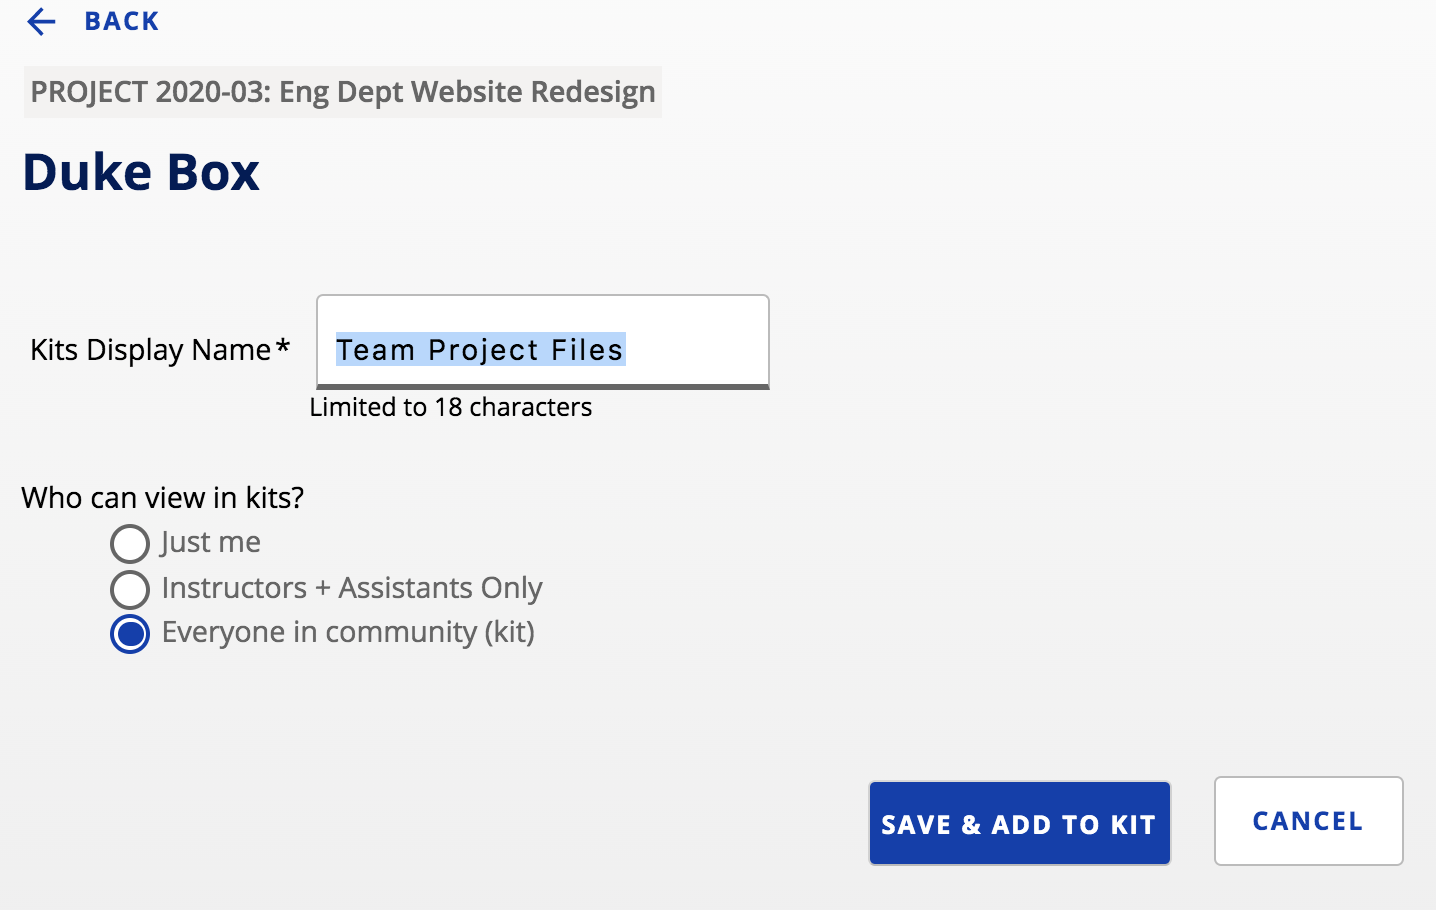 BACK
PROJECT 2020-03: Eng Dept Website Redesign
Duke Box
Kits Display Name* Team Project Files
Limited to 18 characters
Who can view in kits?
Just me
Instructors + Assistants Only
Everyone in community (kit)
SAVE & ADD TO KIT CANCEL